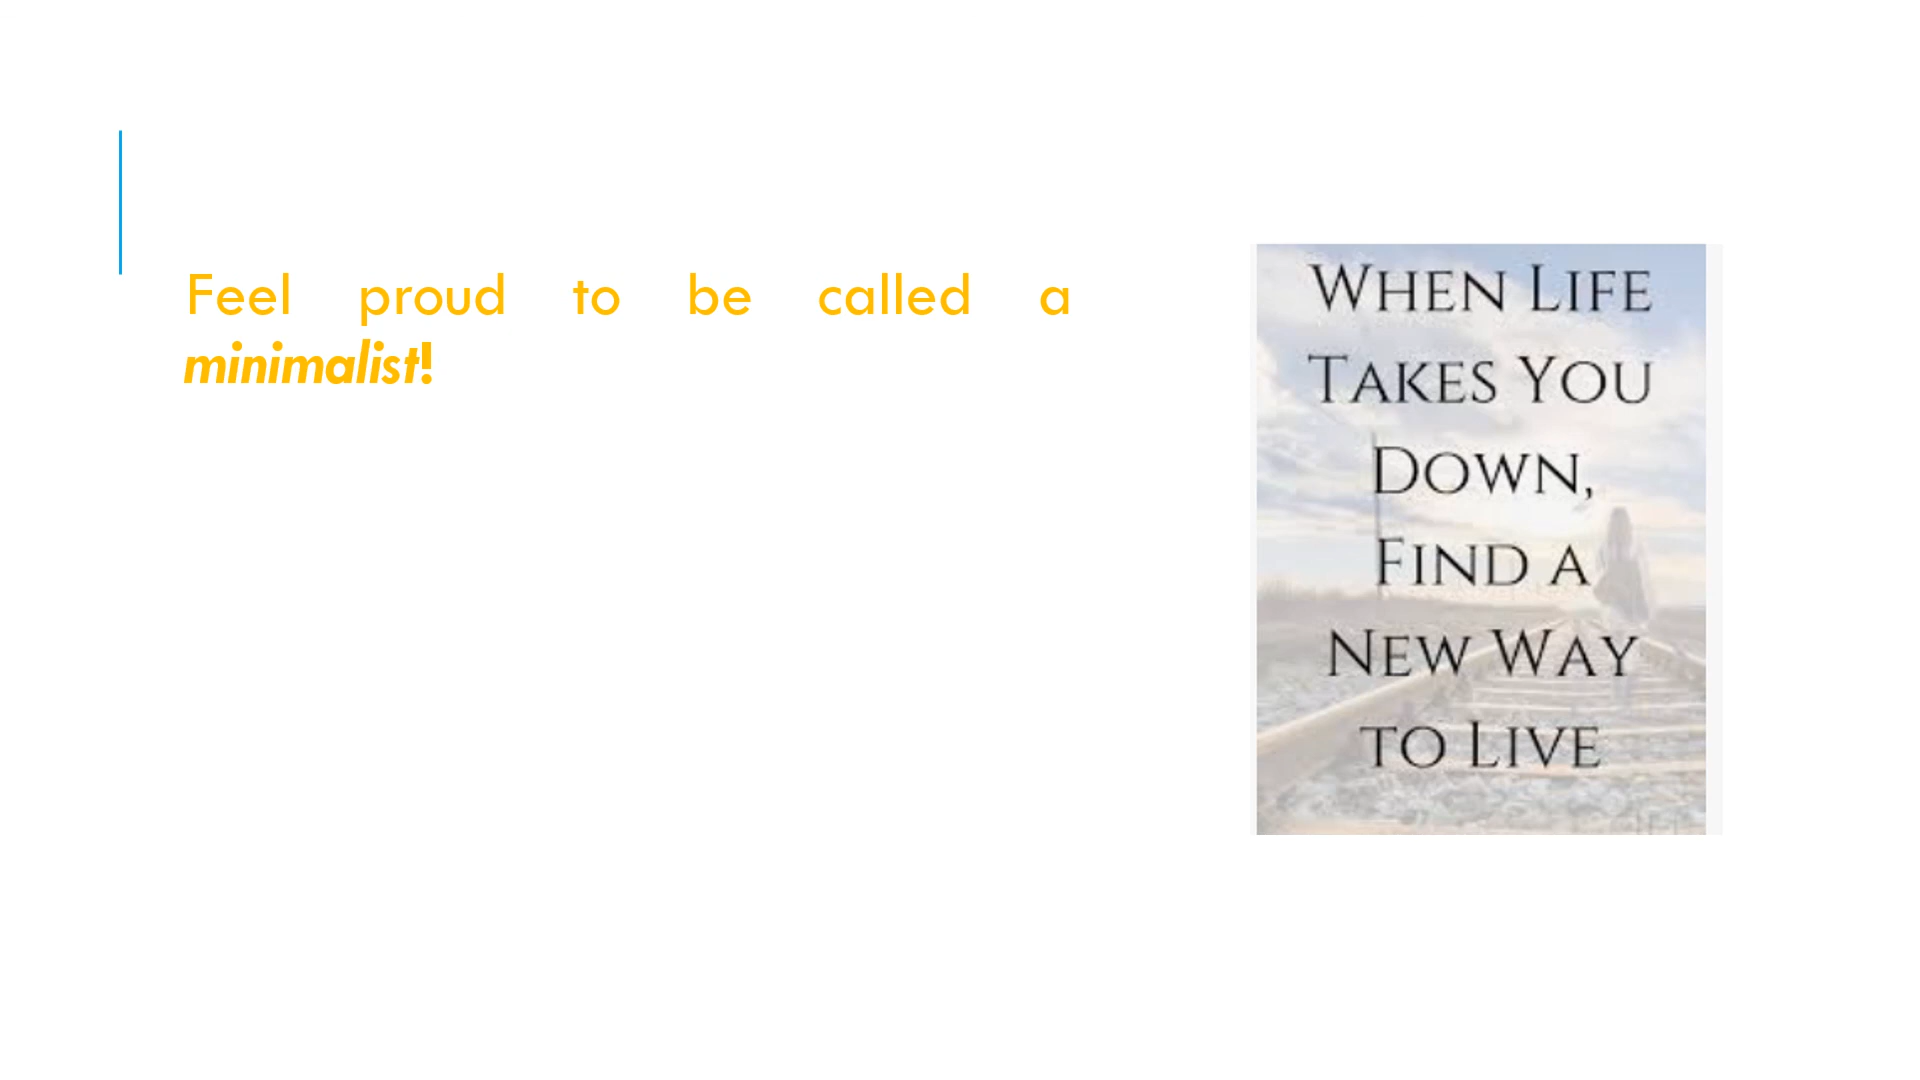 Feel proud to be called a
minimalist!
WHEN LIFE
TAKES YOU
DOWN,
FIND A
NEW WAY
TO LIVE